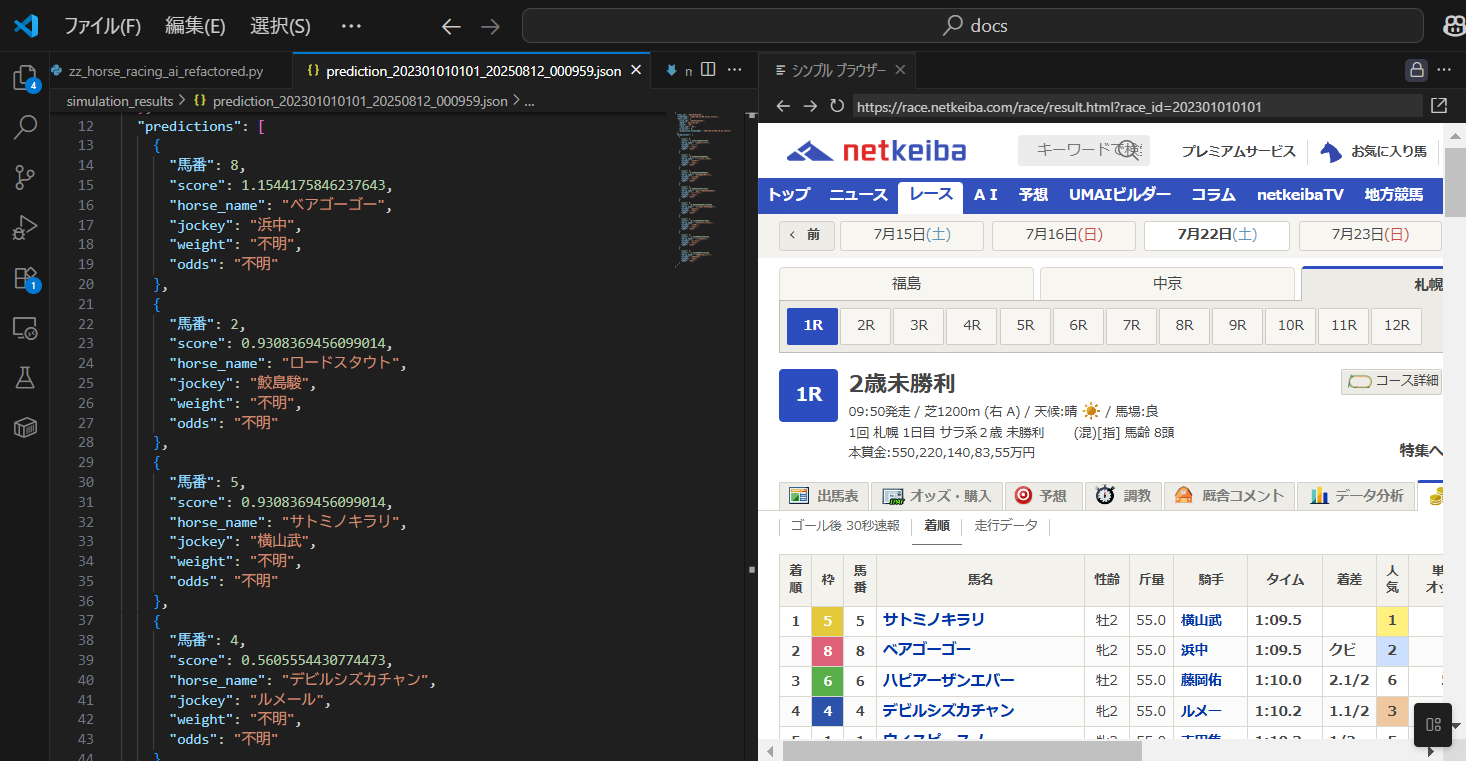 ファイル(F) 編集(E) 選択(S) ··· ← → docs
zz_horse_racing_ai_refactored.py
{} prediction_202301010101_20250812_000959.json ×
n ···
simulation_results > {} prediction_202301010101_20250812_000959.json > ...
12 "predictions": [
13 {
14 "馬番": 8,
15 "score": 1.1544175846237643,
16 "horse_name": "ベアゴーゴー",
17 "jockey": "浜中",
18 "weight": "不明",
19 "odds": "不明"
20 },
21 {
22 "馬番": 2,
23 "score": 0.9308369456099014,
24 "horse_name": "ロードスタウト",
25 "jockey": "鮫島駿",
26 "weight": "不明",
27 "odds": "不明"
28 },
29 {
30 "馬番": 5,
31 "score": 0.9308369456099014,
32 "horse_name": "サトミノキラリ",
33 "jockey": "横山武",
34 "weight": "不明",
35 "odds": "不明"
36 },
37 {
38 "馬番": 4,
39 "score": 0.5605554430774473,
40 "horse_name": "デビルシズカチャン",
41 "jockey": "ルメール",
42 "weight": "不明",
43 "odds": "不明"
44 }
4
1
シンプル ブラウザー × ···
https://race.netkeiba.com/race/result.html?race_id=202301010101
netkeiba キーワードで検 プレミアムサービス お気に入り馬
トップ ニュース レース AI 予想 UMAIビルダー コラム netkeibaTV 地方競馬
< 前 7月15日(土) 7月16日(日) 7月22日(土) 7月23日(日)
福島 中京 札幌
1R 2R 3R 4R 5R 6R 7R 8R 9R 10R 11R 12R
1R 2歳未勝利 コース詳細
09:50発走 / 芝1200m (右 A) / 天候:晴 / 馬場:良
1回 札幌 1日目 サラ系２歳 未勝利 (混)[指] 馬齢 8頭
本賞金:550,220,140,83,55万円
特集へ
出馬表 オッズ・購入 予想 調教 厩舎コメント データ分析
ゴール後 30秒速報 着順 走行データ
着順 枠 馬番 馬名 性齢 斤量 騎手 タイム 着差 人気 単 オッ
1 5 5 サトミノキラリ 牡2 55.0 横山武 1:09.5 1
2 8 8 ベアゴーゴー 牝2 55.0 浜中 1:09.5 クビ 2
3 6 6 ハピアーザンエバー 牡2 55.0 藤岡佑 1:10.0 2.1/2 6
4 4 4 デビルシズカチャン 牝2 55.0 ルメー 1:10.2 1.1/2 3